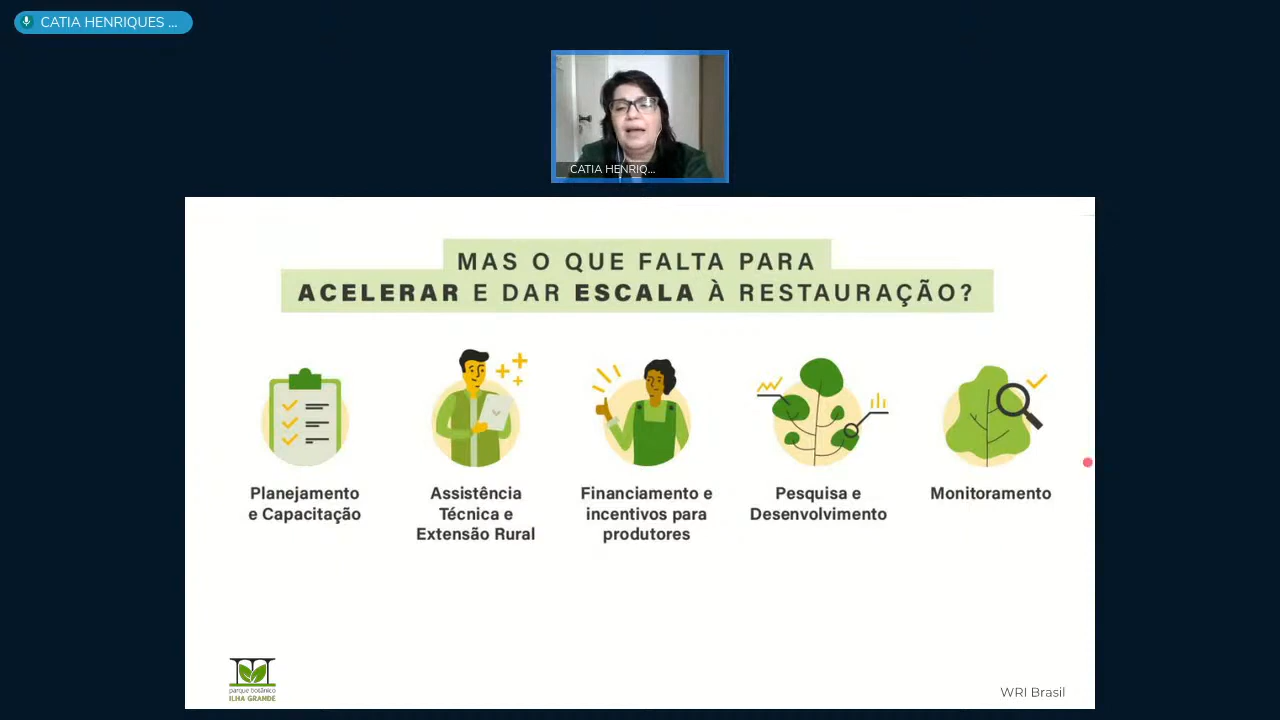 CATIA HENRIQUES ...
CATIA HENRIQ...
MAS O QUE FALTA PARA
ACELERAR E DAR ESCALA À RESTAURAÇÃO?
Planejamento
e Capacitação
Assistência
Técnica e
Extensão Rural
Financiamento e
incentivos para
produtores
Pesquisa e
Desenvolvimento
Monitoramento
parque botânico
ILHA GRANDE
WRI Brasil